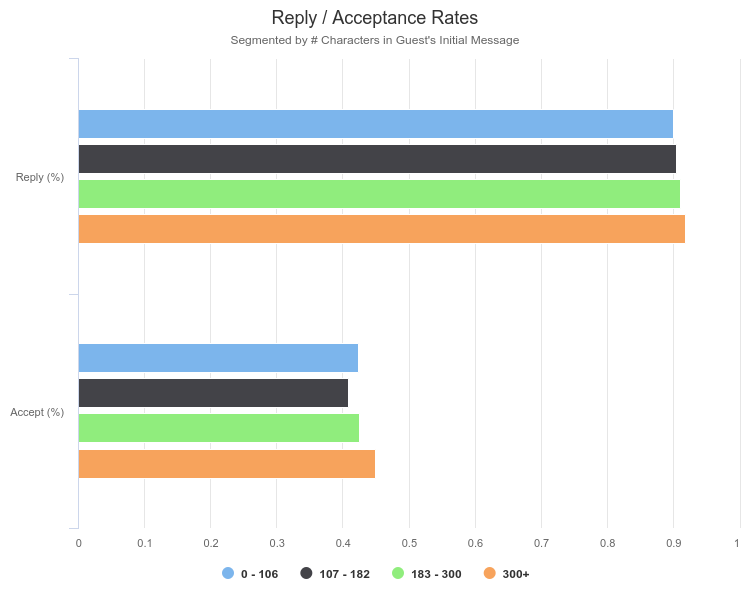 Reply / Acceptance Rates
Segmented by # Characters in Guest's Initial Message
Reply (%)
Accept (%)
0 0.1 0.2 0.3 0.4 0.5 0.6 0.7 0.8 0.9 1
0 - 106 107 - 182 183 - 300 300+